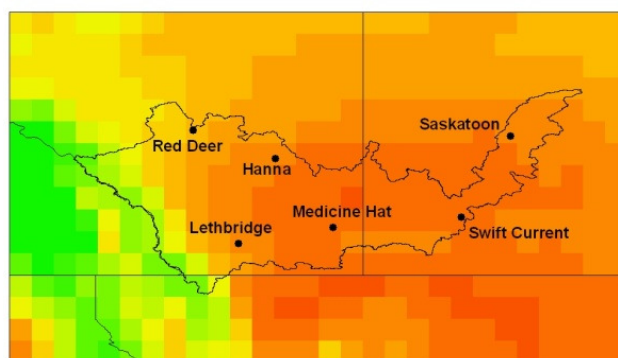 Saskatoon
Red Deer
Hanna
Medicine Hat
Lethbridge
Swift Current